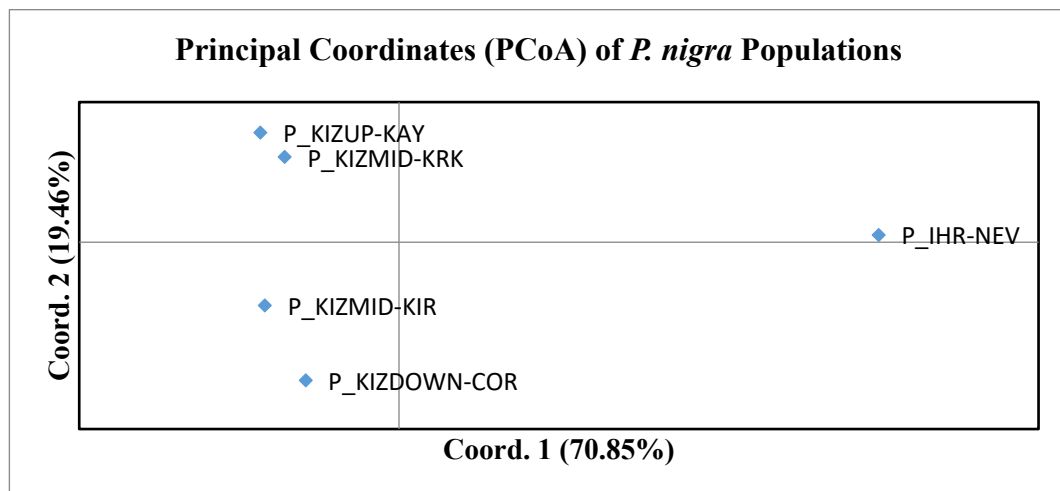 Principal Coordinates (PCoA) of P. nigra Populations
P_KIZUP-KAY
P_KIZMID-KRK
P_IHR-NEV
P_KIZMID-KIR
P_KIZDOWN-COR
Coord. 2 (19.46%)
Coord. 1 (70.85%)